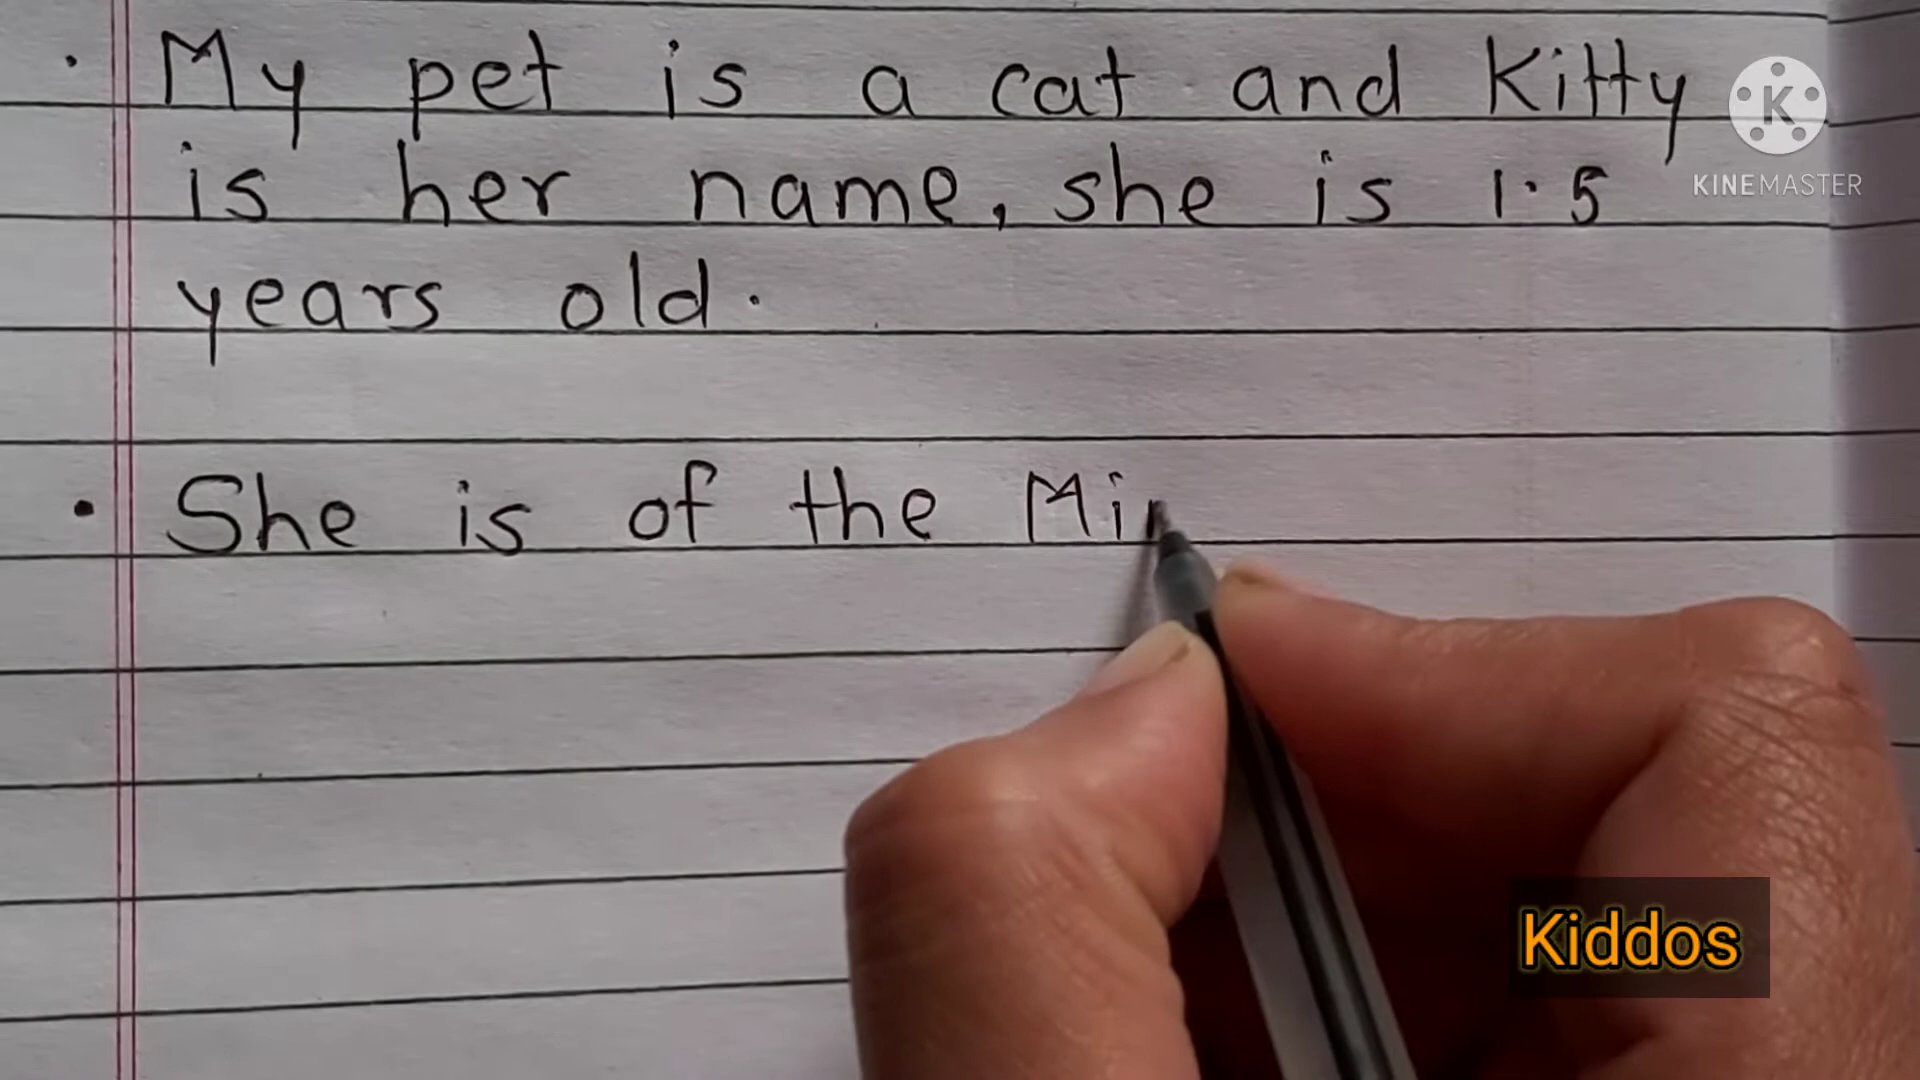 · My pet is a cat and Kitty
is her name, she is 1.5
years old.
· She is of the
KINEMASTER
Kiddos